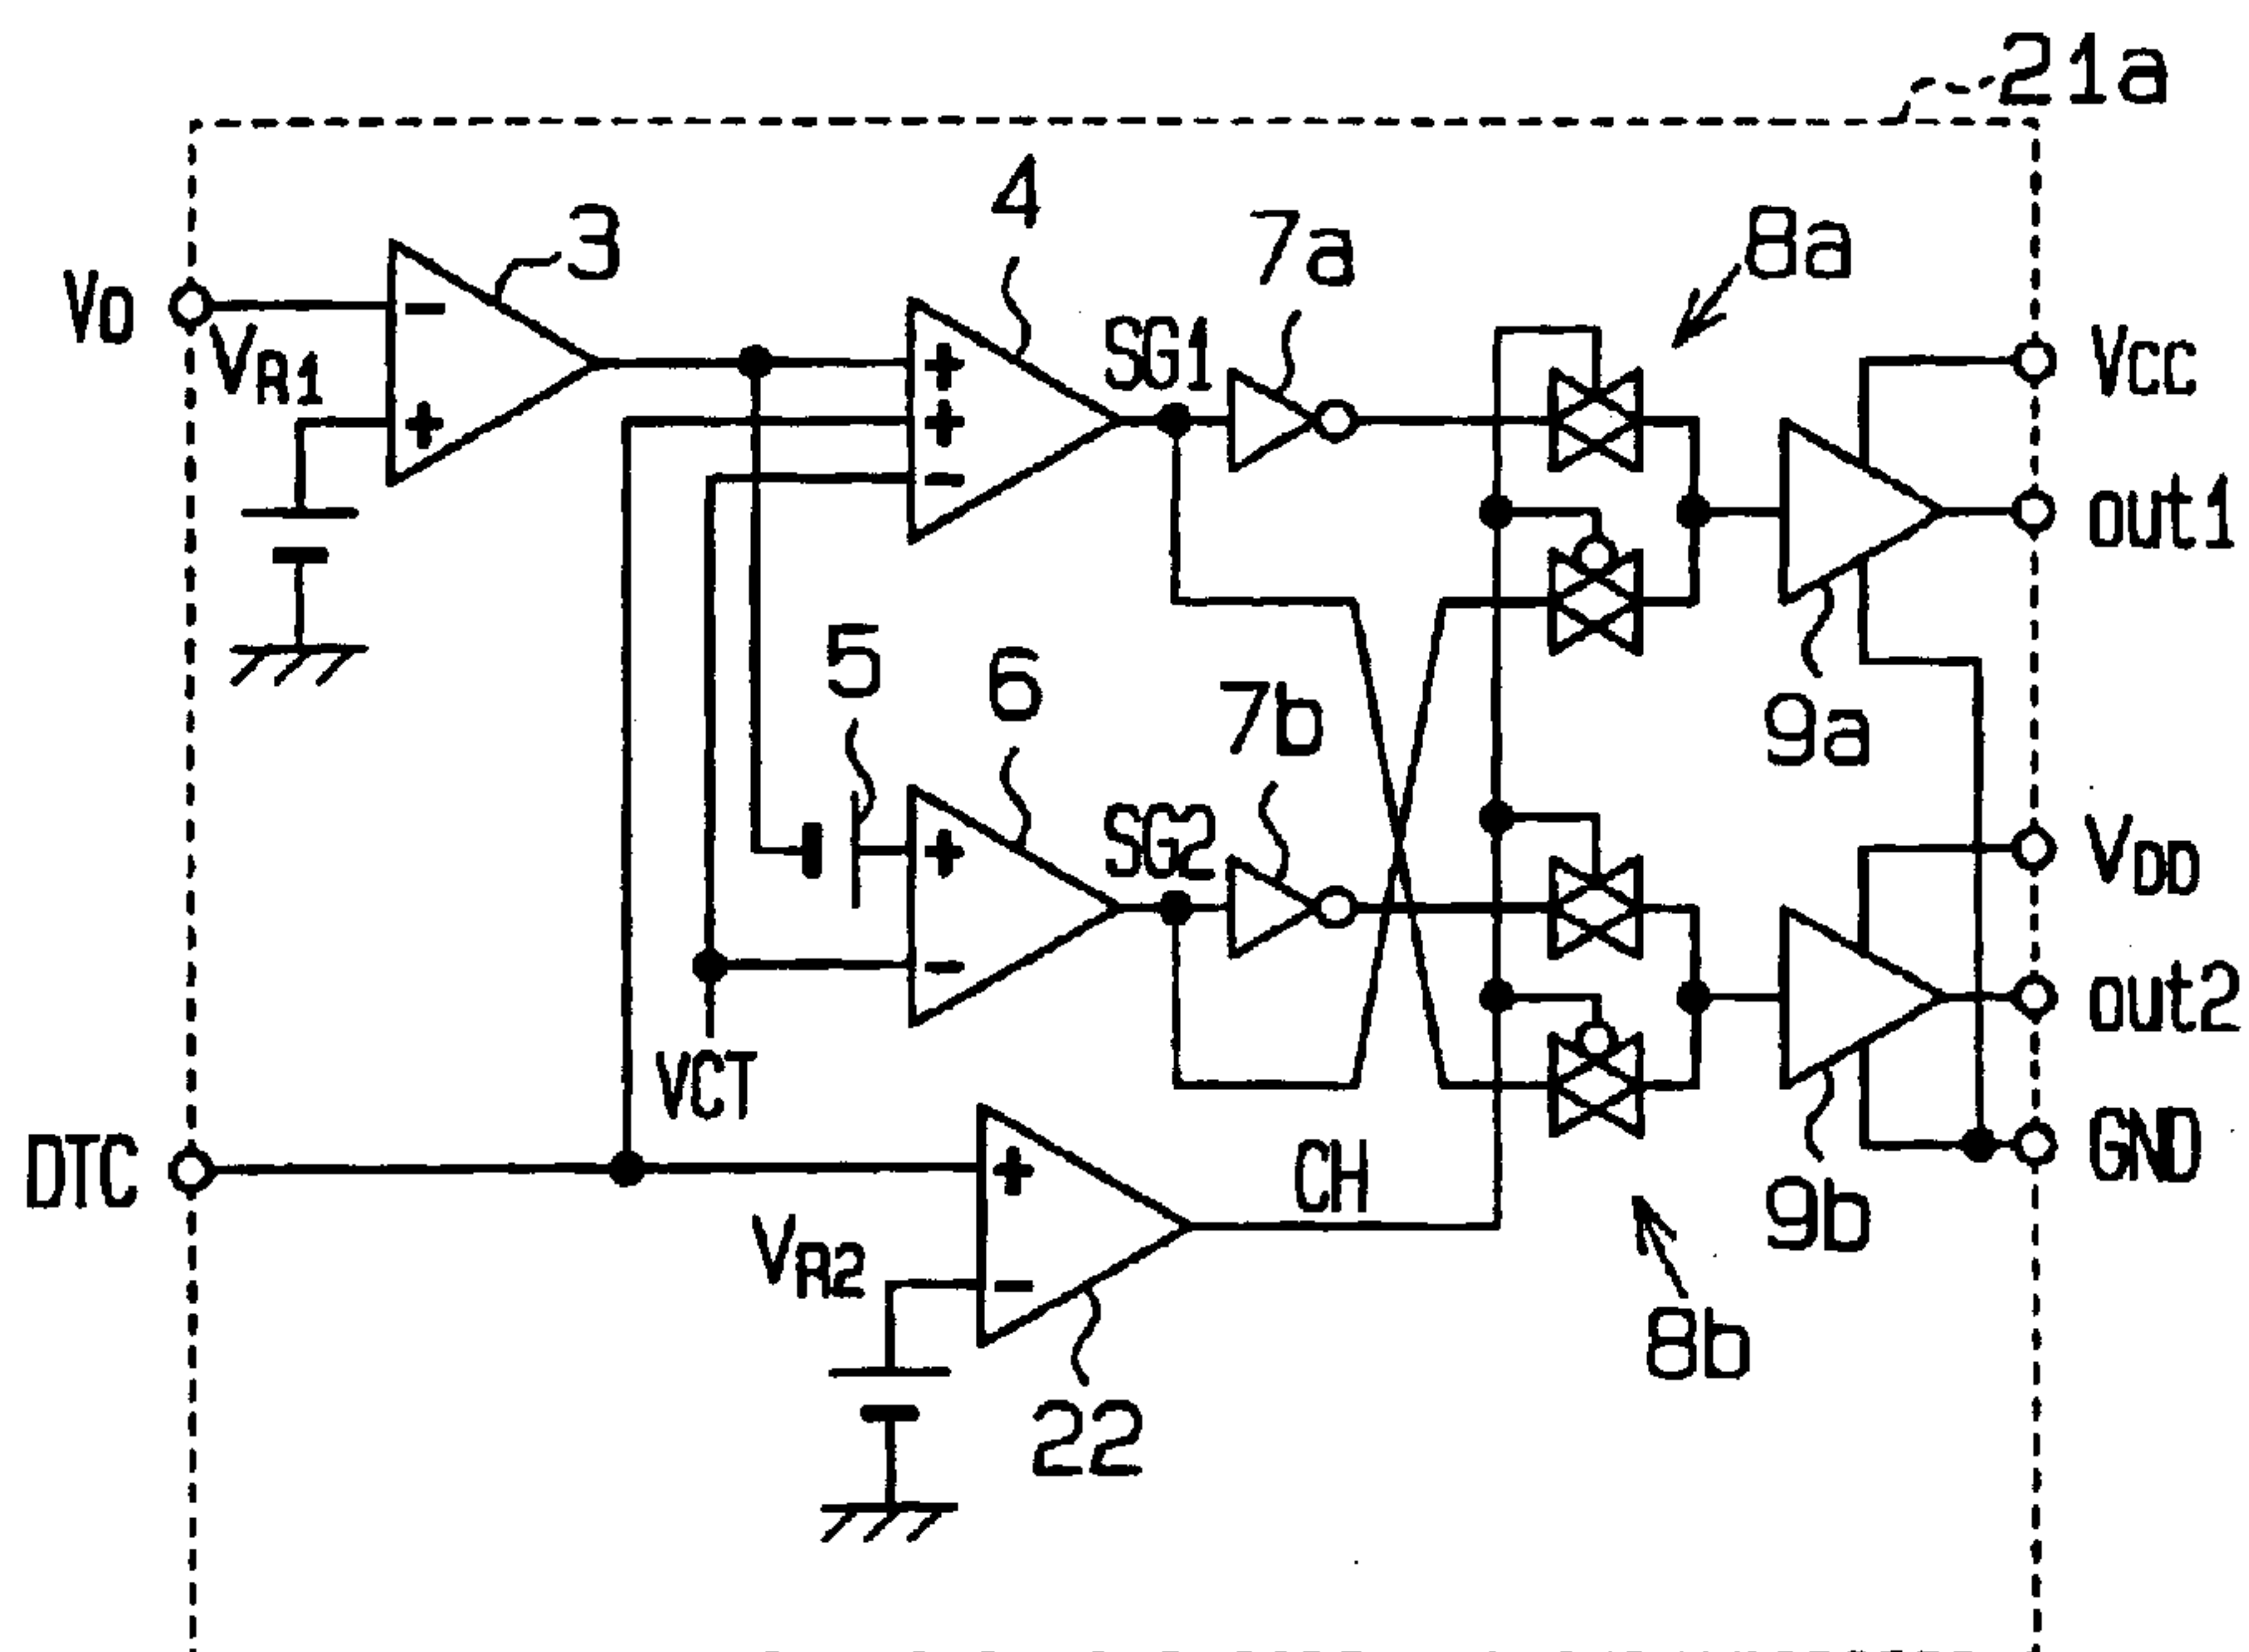 21a
4
3
7a
8a
VO
VR1
SG1
VCC
out1
5
6
7b
9a
SG2
VDD
out2
VCT
DTC
CH
GND
9b
VR2
8b
22